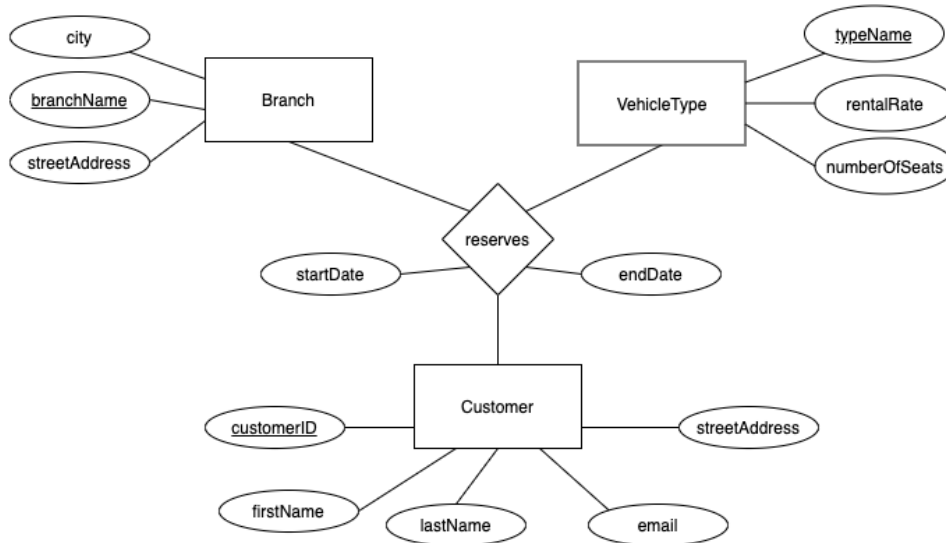 city
typeName
Branch
VehicleType
branchName
rentalRate
streetAddress
numberOfSeats
reserves
startDate
endDate
Customer
customerID
streetAddress
firstName
lastName
email